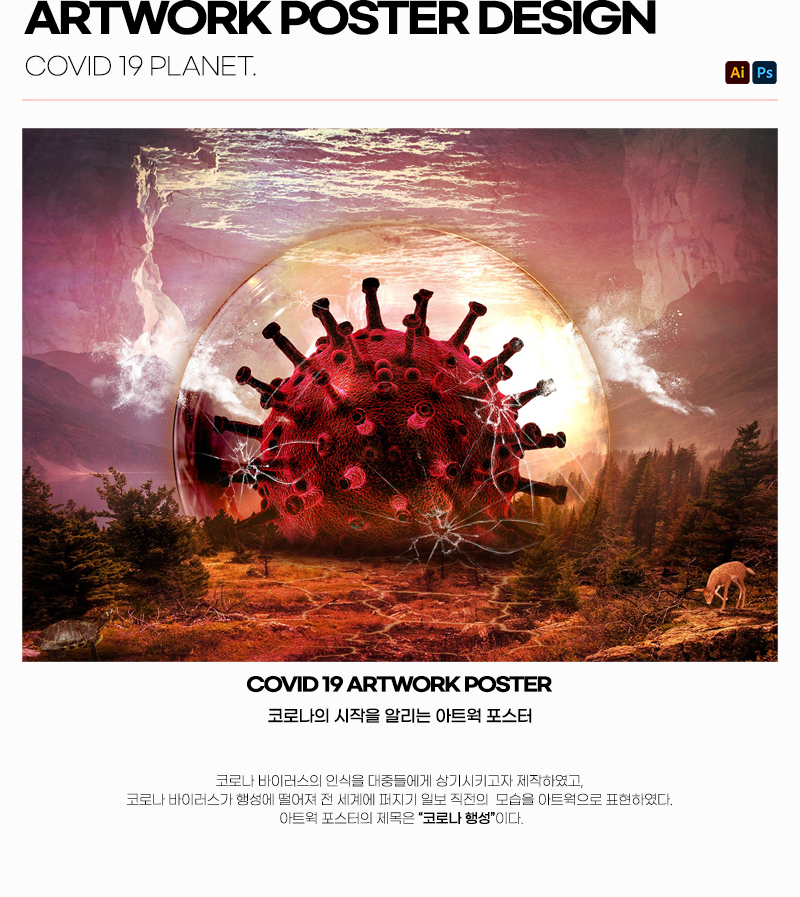 ARTWORK POSTER DESIGN
COVID 19 PLANET.
Ai Ps
COVID 19 ARTWORK POSTER
코로나의 시작을 알리는 아트웍 포스터
코로나 바이러스의 인식을 대중들에게 상기시키고자 제작하였고,
코로나 바이러스가 행성에 떨어져 전 세계에 퍼지기 일보 직전의 모습을 아트웍으로 표현하였다.
아트웍 포스터의 제목은 “코로나 행성”이다.